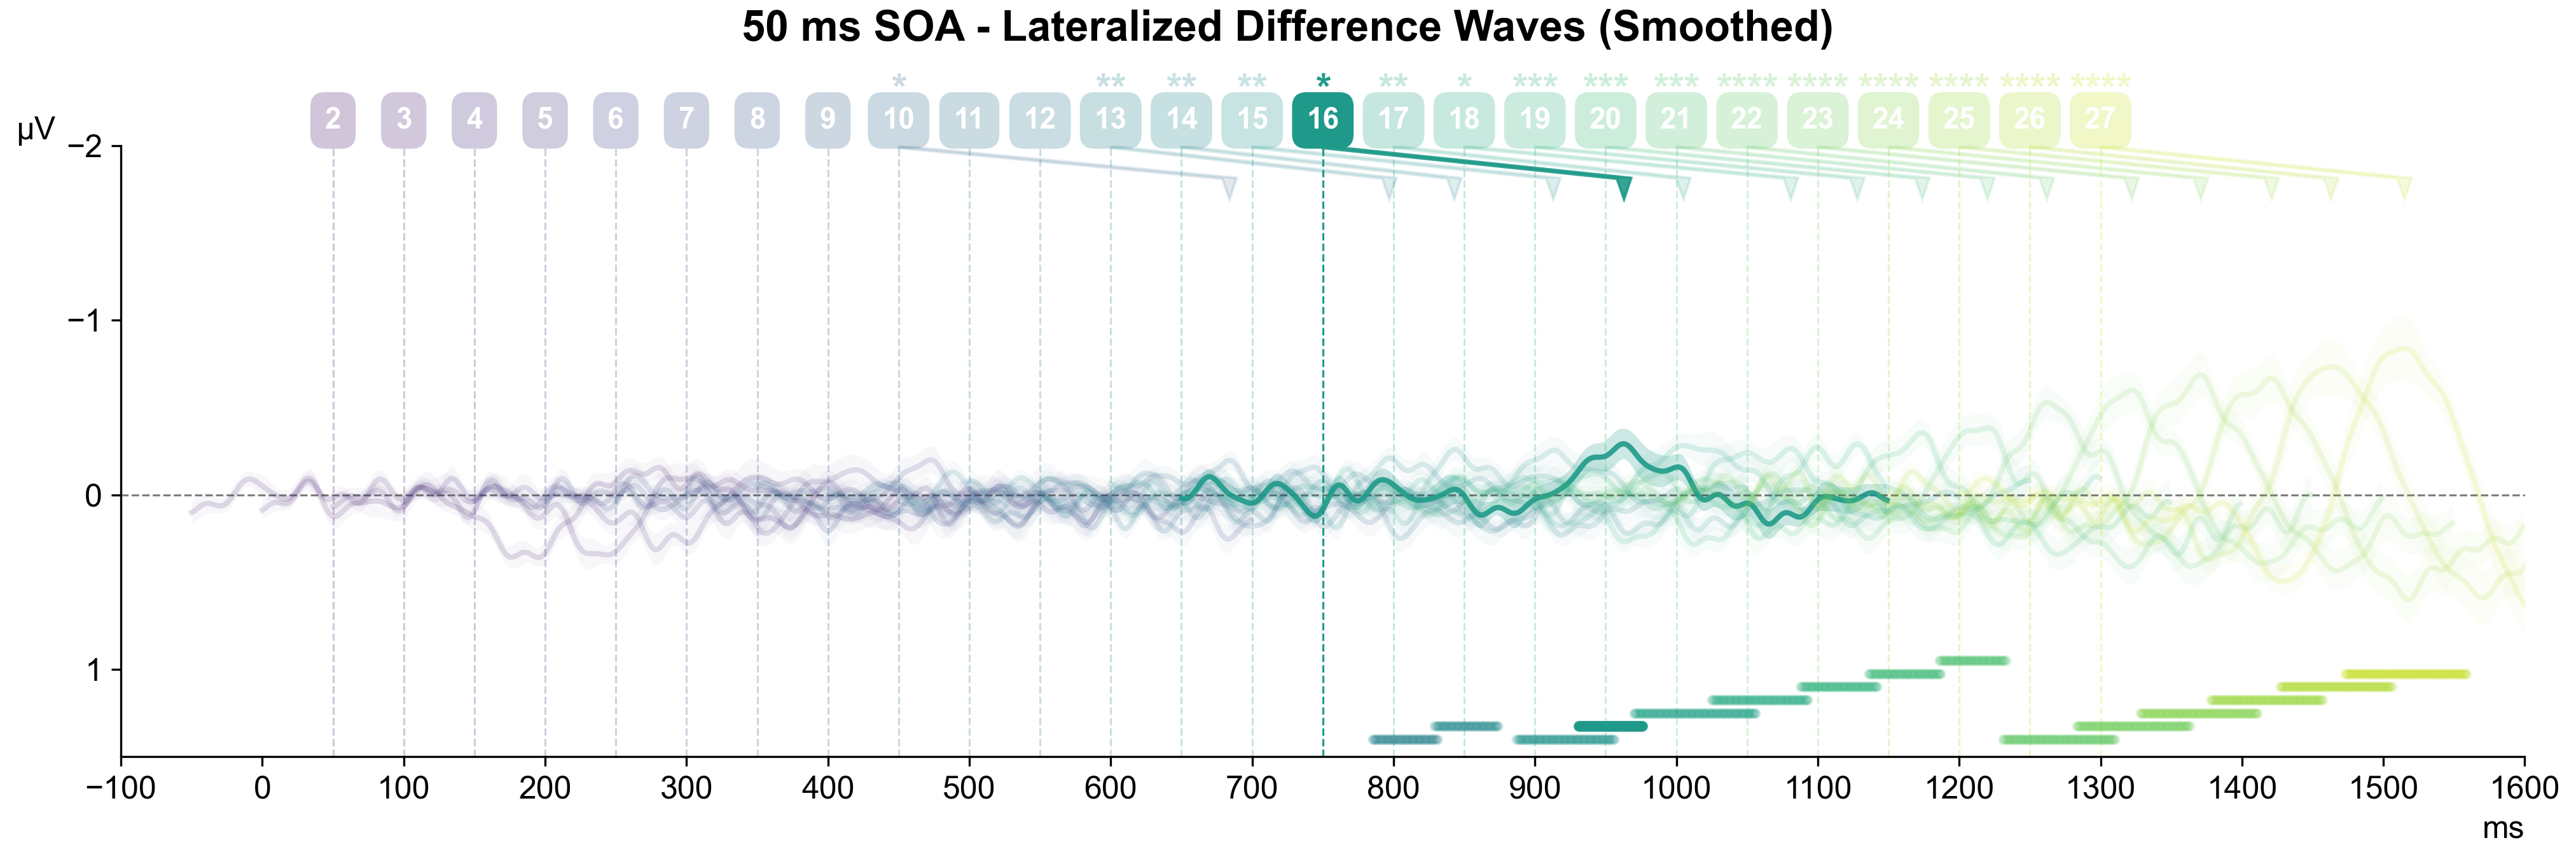 50 ms SOA - Lateralized Difference Waves (Smoothed)
* ** ** ** * ** * *** *** *** **** **** **** **** **** ****
2 3 4 5 6 7 8 9 10 11 12 13 14 15 16 17 18 19 20 21 22 23 24 25 26 27
µV
−2
−1
0
1
−100 0 100 200 300 400 500 600 700 800 900 1000 1100 1200 1300 1400 1500 1600
ms